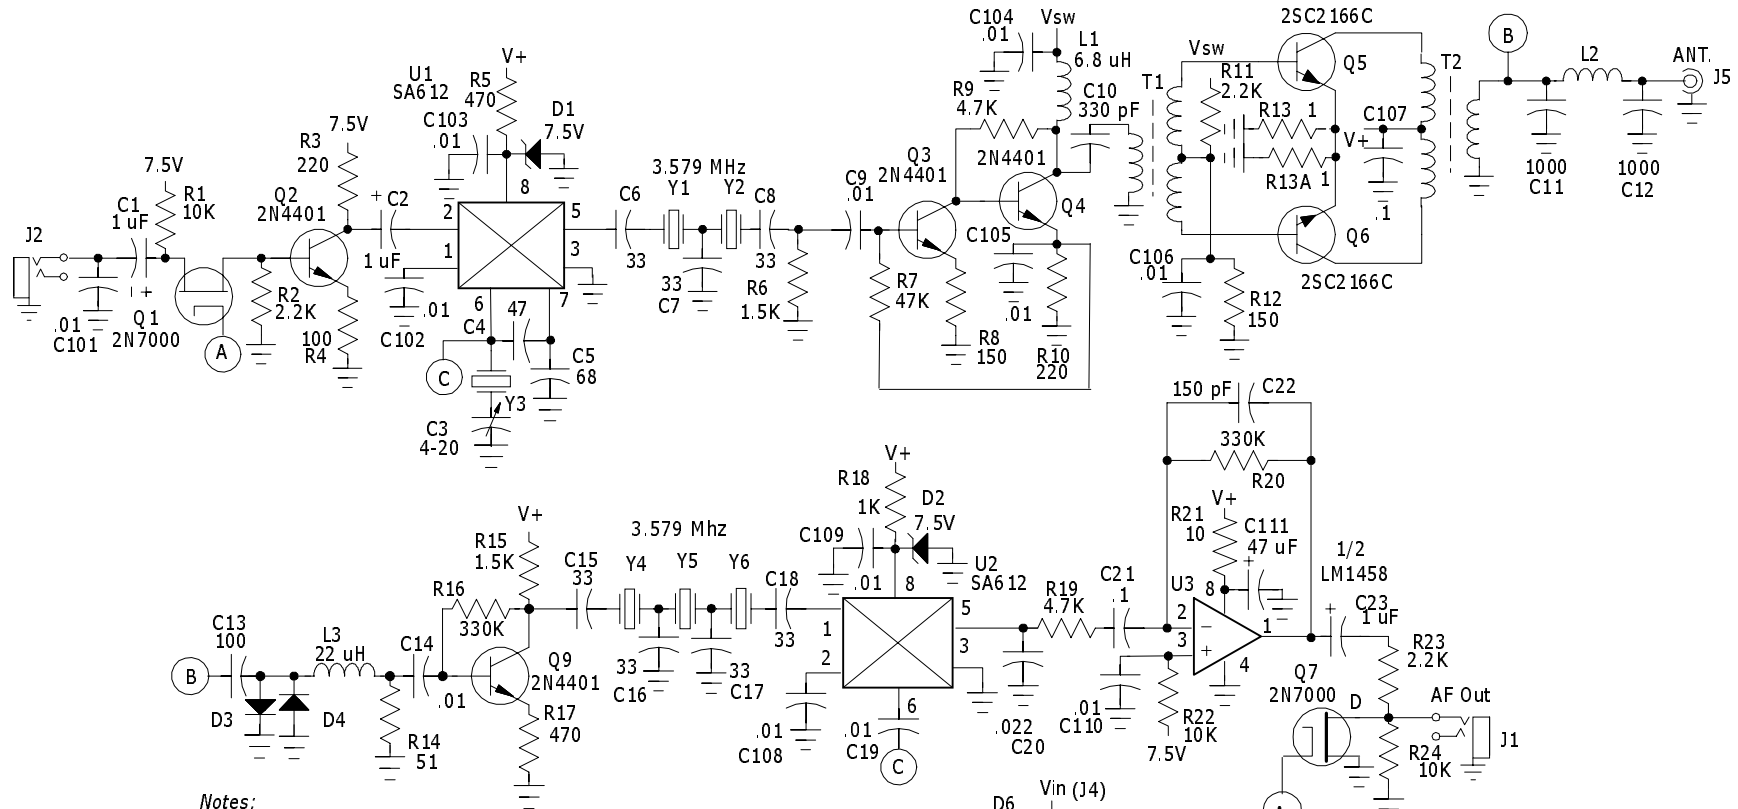 2SC2166C
C104
.01
Vsw
L1
6.8 uH
B
ANT.
J5
L2
T2
Q5
Vsw
R11
2.2K
T1
C10
330 pF
R9
4.7K
R13 1
C107
V+
R13A 1
.1
1000
C11
1000
C12
Q6
2SC2166C
U1
SA612
V+
R5
470
D1
7.5V
C103
.01
8
7.5V
R3
220
7.5V
R1
10K
C1
1 uF
J2
+
.01
C101
Q1
2N7000
A
Q2
2N4401
R2
2.2K
100
R4
+
C2
1 uF
2
1
5
3
6
7
.01
C102
47
C4
C
C5
68
Y3
C3
4-20
3.579 MHz
Y1
Y2
C6
33
33
C7
C8
33
R6
1.5K
C9
.01
Q3
2N4401
2N4401
Q4
R7
47K
R8
150
C105
.01
R10
220
C106
.01
R12
150
150 pF
C22
330K
R20
V+
R21
10
C111
47 uF
+
1/2
LM1458
U3
8
2
3
-
+
1
4
+
C23
1 uF
R23
2.2K
Q7
2N7000
D
AF Out
J1
R24
10K
A
V+
R18
1K
D2
7.5V
C109
.01
8
U2
SA612
1
2
5
3
6
R19
4.7K
C21
.1
.022
C20
.01
C110
R22
10K
7.5V
.01
C108
.01
C19
C
V+
R15
1.5K
R16
330K
C15
33
3.579 Mhz
Y4
Y5
Y6
33
C16
33
C17
C18
33
C13
100
B
D3
D4
L3
22 uH
R14
51
C14
.01
Q9
2N4401
R17
470
Notes:
D6
Vin (J4)